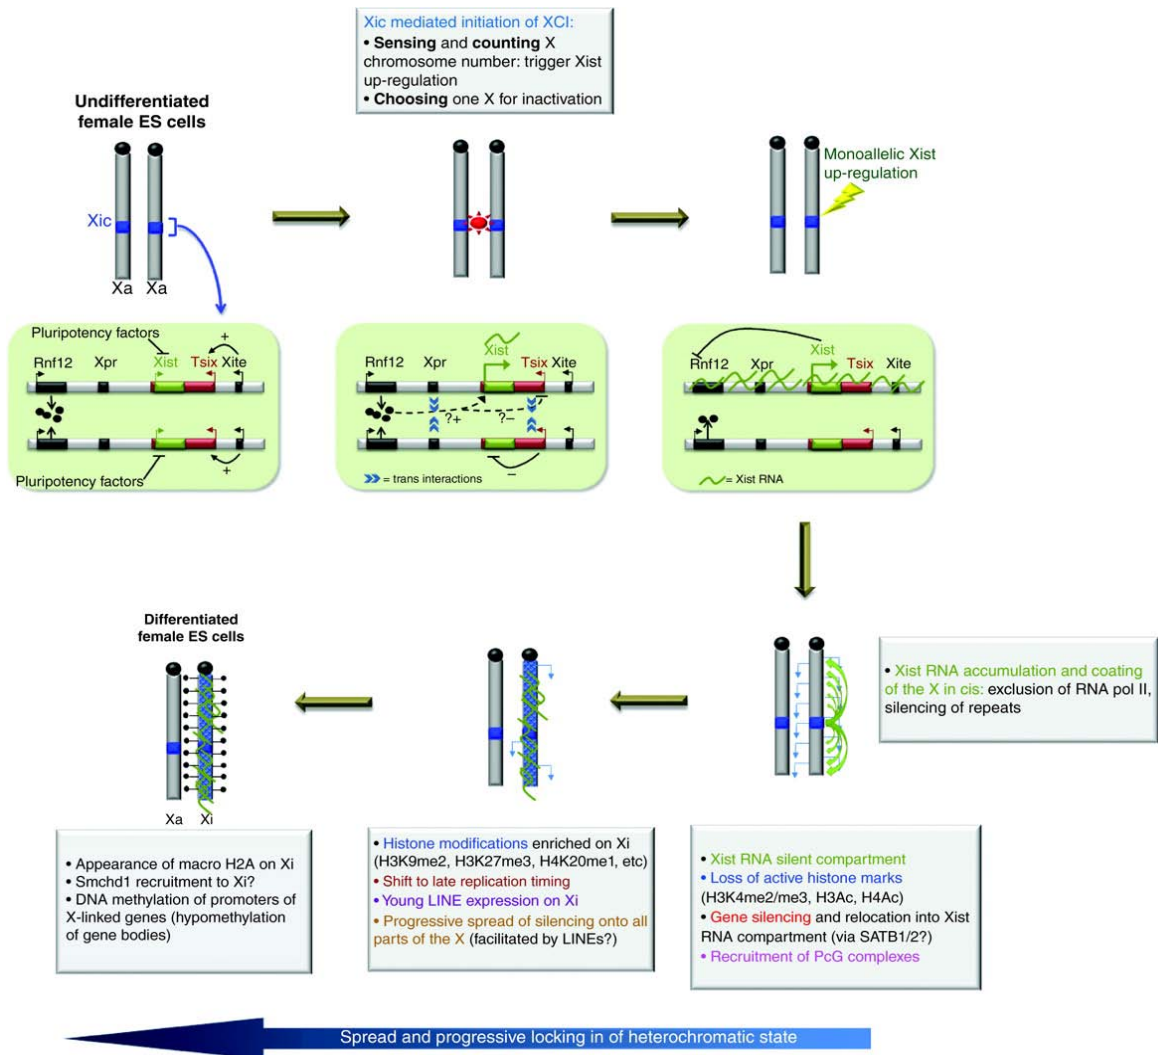 Xic mediated initiation of XCI:
• Sensing and counting X
chromosome number: trigger Xist
up-regulation
• Choosing one X for inactivation
Undifferentiated
female ES cells
Xic
Xa Xa
Monoallelic Xist
up-regulation
Pluripotency factors
+
Rnf12 Xpr Xist Tsix Xite
+
Pluripotency factors
Xist
Rnf12 Xpr Tsix Xite
?+ ?–
–
= trans interactions
Rnf12 Xpr Xist Tsix Xite
= Xist RNA
• Xist RNA accumulation and coating
of the X in cis: exclusion of RNA pol II,
silencing of repeats
Differentiated
female ES cells
Xa Xi
• Appearance of macro H2A on Xi
• Smchd1 recruitment to Xi?
• DNA methylation of promoters of
X-linked genes (hypomethylation
of gene bodies)
• Histone modifications enriched on Xi
(H3K9me2, H3K27me3, H4K20me1, etc)
• Shift to late replication timing
• Young LINE expression on Xi
• Progressive spread of silencing onto all
parts of the X (facilitated by LINEs?)
• Xist RNA silent compartment
• Loss of active histone marks
(H3K4me2/me3, H3Ac, H4Ac)
• Gene silencing and relocation into Xist
RNA compartment (via SATB1/2?)
• Recruitment of PcG complexes
Spread and progressive locking in of heterochromatic state